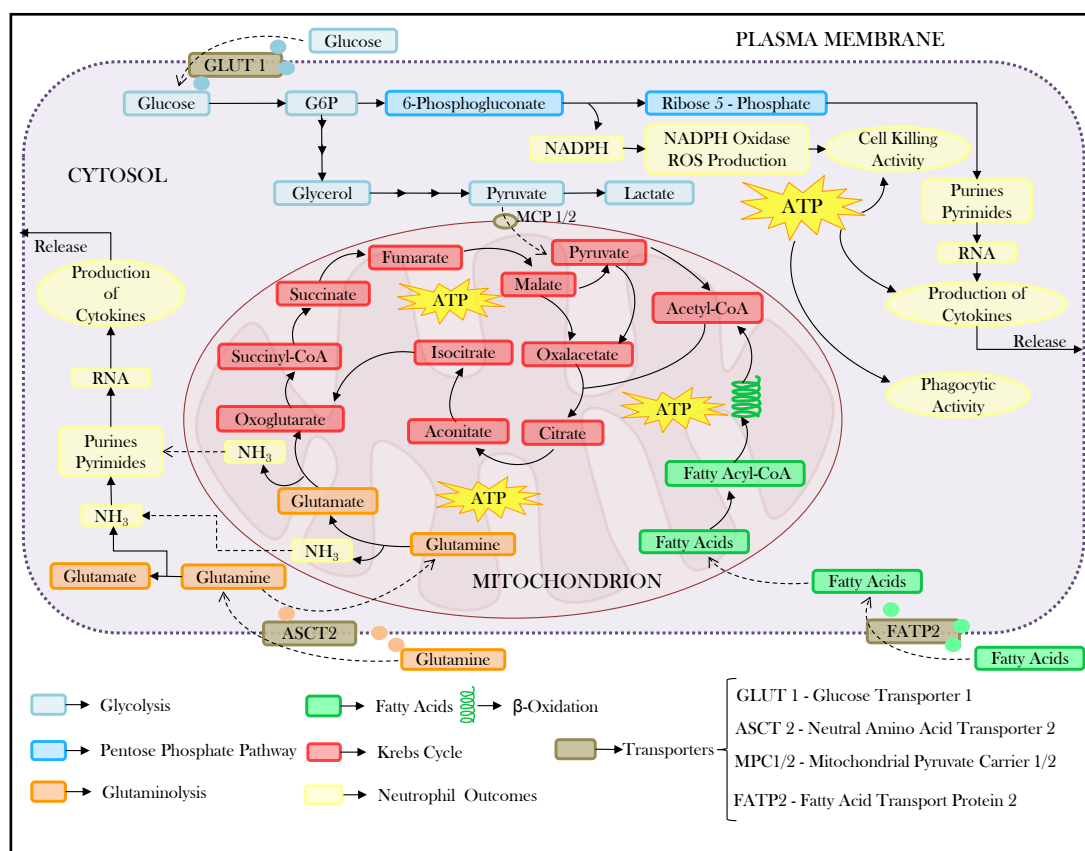 PLASMA MEMBRANE
Glucose
GLUT 1
Glucose
G6P
6-Phosphogluconate
Ribose 5 - Phosphate
NADPH
NADPH Oxidase
ROS Production
Cell Killing
Activity
CYTOSOL
Glycerol
Pyruvate
Lactate
MCP 1/2
ATP
Purines
Pyrimides
RNA
Production of
Cytokines
Release
Phagocytic
Activity
Release
Production
of
Cytokines
RNA
Purines
Pyrimides
NH3
Glutamate
Glutamine
Fumarate
Pyruvate
Succinate
ATP
Malate
Acetyl-CoA
Succinyl-CoA
Isocitrate
Oxalacetate
Oxoglutarate
Aconitate
Citrate
ATP
NH3
Fatty Acyl-CoA
Glutamate
ATP
NH3
Glutamine
Fatty Acids
MITOCHONDRION
Fatty Acids
ASCT2
Glutamine
FATP2
Fatty Acids
Glycolysis
Pentose Phosphate Pathway
Glutaminolysis
Fatty Acids
β-Oxidation
Krebs Cycle
Neutrophil Outcomes
Transporters
GLUT 1 - Glucose Transporter 1
ASCT 2 - Neutral Amino Acid Transporter 2
MPC1/2 - Mitochondrial Pyruvate Carrier 1/2
FATP2 - Fatty Acid Transport Protein 2